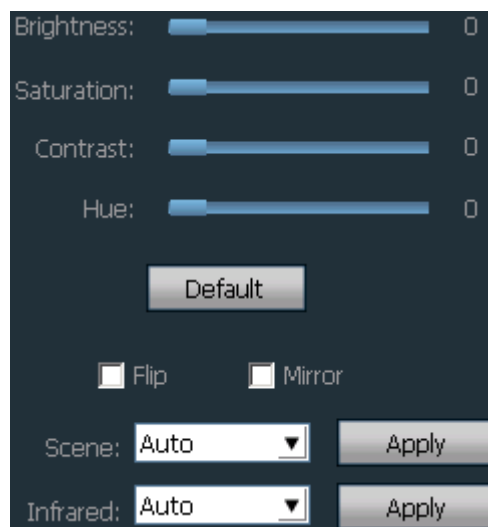 Brightness: 0
Saturation: 0
Contrast: 0
Hue: 0
Default
Flip Mirror
Scene: Auto Apply
Infrared: Auto Apply